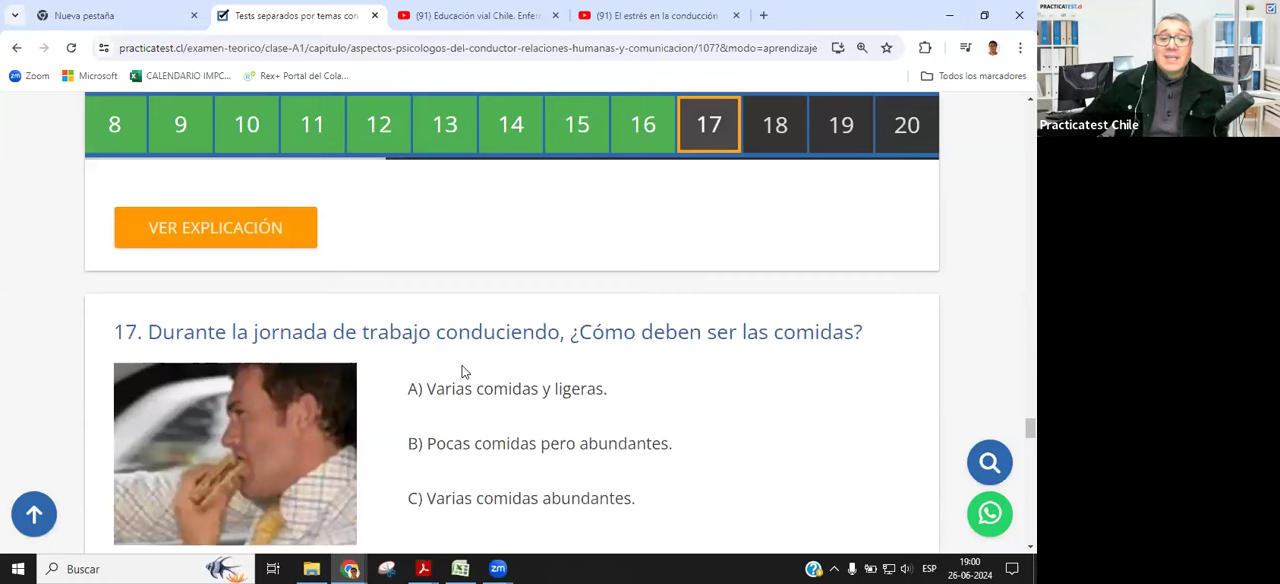 Nueva pestaña
Tests separados por temario con
(91) Educación vial Chile: Enferm
(91) El estrés en la conducción
practicatest.cl/examen-teorico/clase-A1/capitulo/aspectos-psicologos-del-conductor-relaciones-humanas-y-comunicacion/107?&modo=aprendizaje
Zoom
Microsoft
CALENDARIO IMPC...
Rex+ Portal del Cola...
Todos los marcadores
PRACTICATEST.cl
Practicatest Chile
8 9 10 11 12 13 14 15 16 17 18 19 20
VER EXPLICACIÓN
17. Durante la jornada de trabajo conduciendo, ¿Cómo deben ser las comidas?
A) Varias comidas y ligeras.
B) Pocas comidas pero abundantes.
C) Varias comidas abundantes.
Buscar
ESP
19:00
26-06-2024